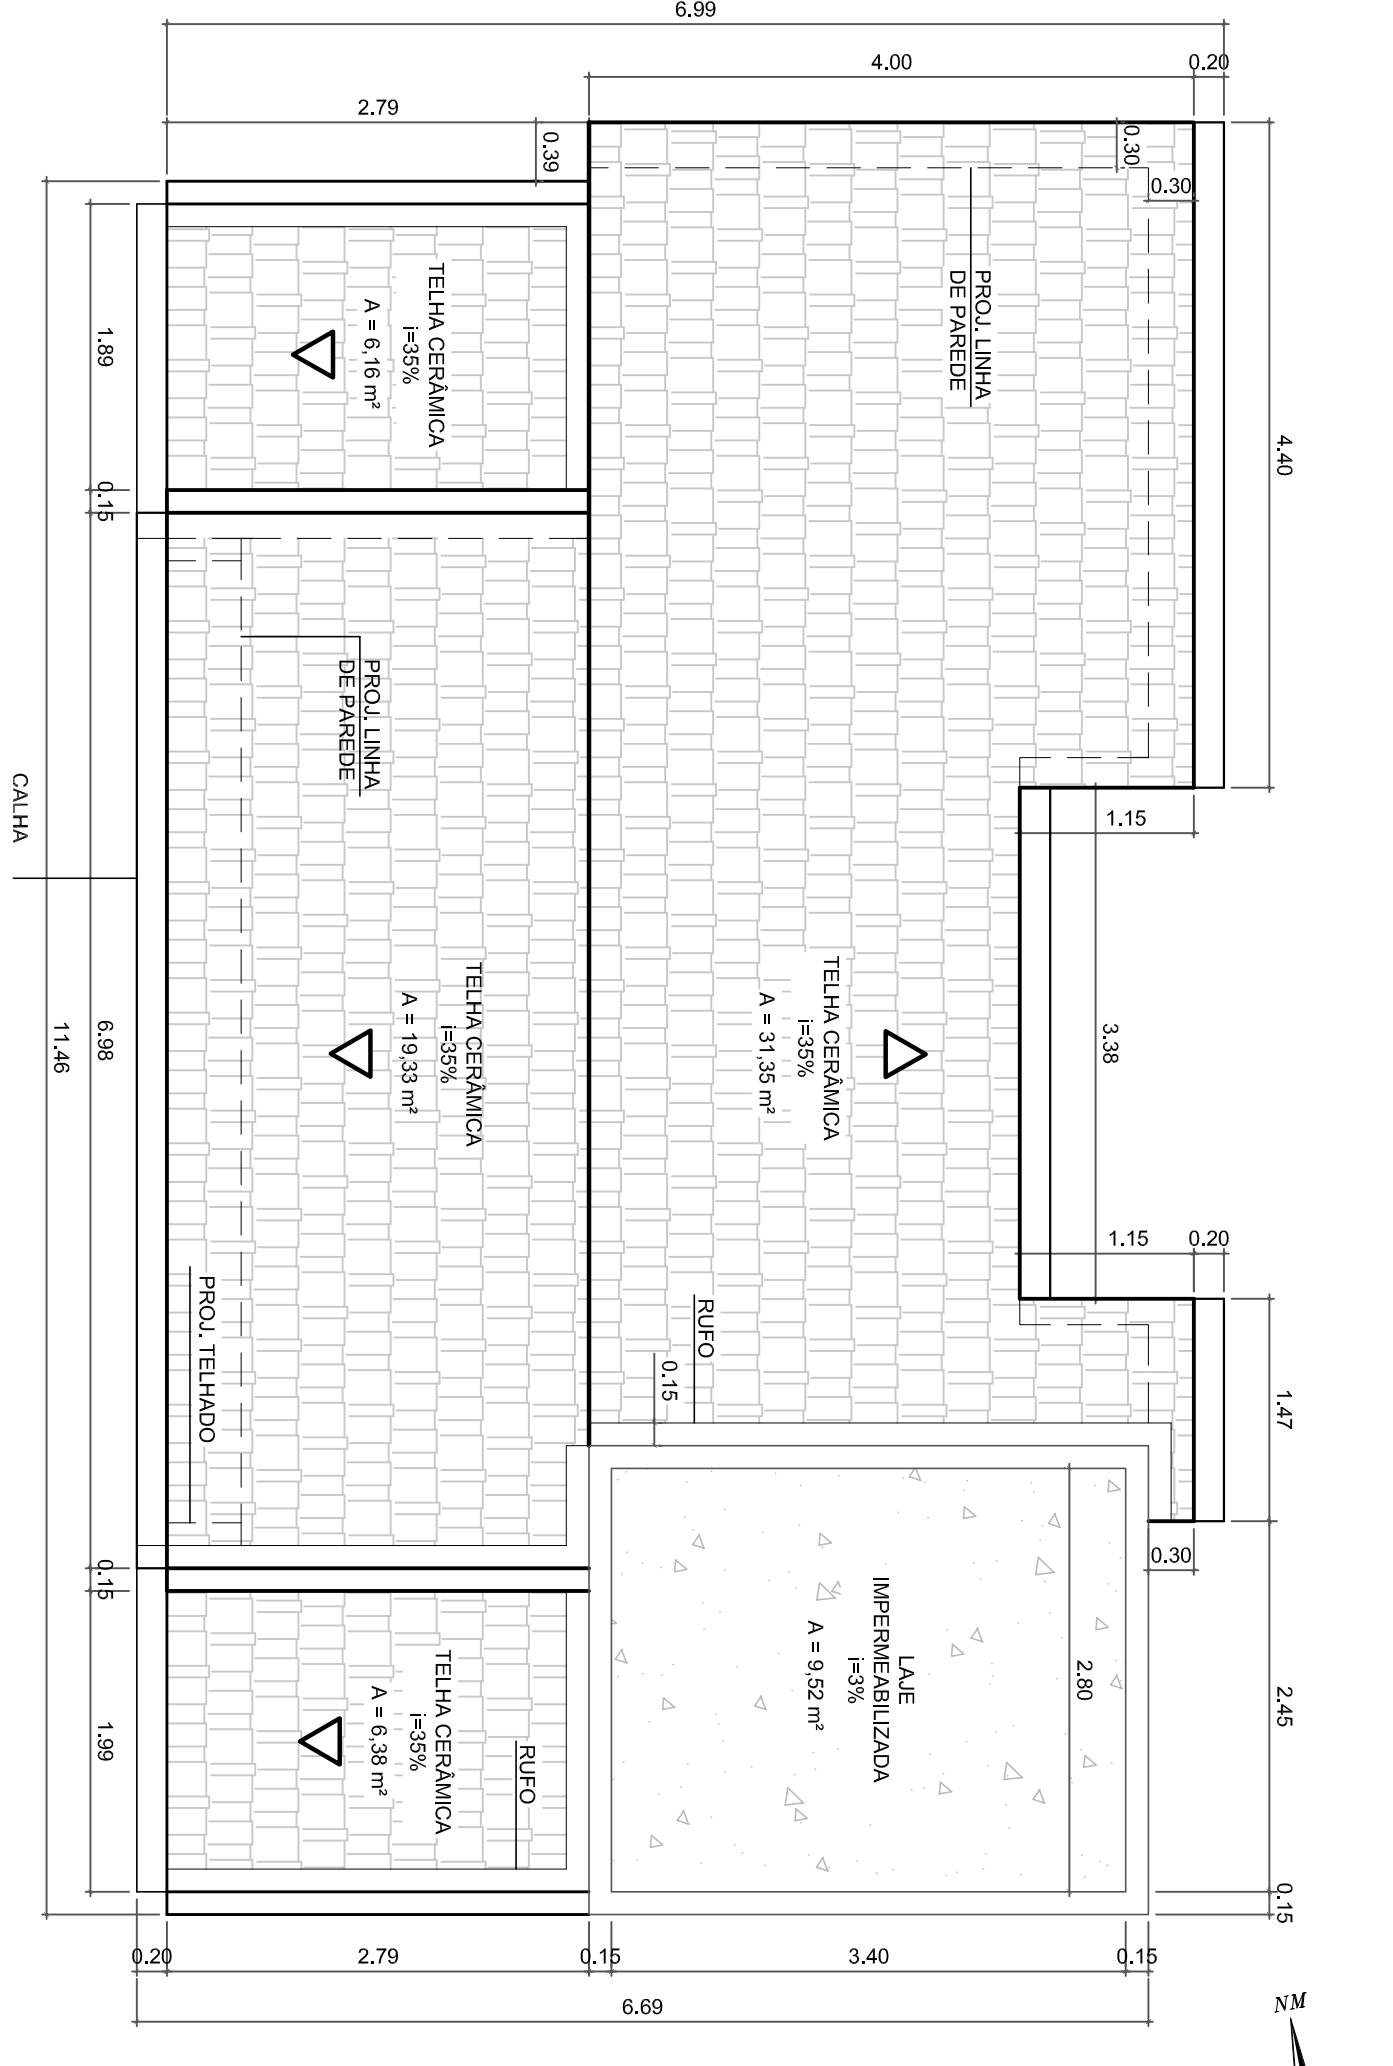 6.99
4.00
0.20
2.79
0.39
0.30
0.30
PROJ. LINHA
DE PAREDE
TELHA CERÂMICA
i=35%
A = 6,16 m²
1.89
0.15
4.40
1.15
PROJ. LINHA
DE PAREDE
CALHA
TELHA CERÂMICA
i=35%
A = 31,35 m²
3.38
TELHA CERÂMICA
i=35%
A = 19,33 m²
6.98
11.46
1.15
0.20
PROJ. TELHADO
RUFO
0.15
1.47
0.30
0.15
LAJE
IMPERMEABILIZADA
i=3%
A = 9,52 m²
2.80
2.45
TELHA CERÂMICA
i=35%
A = 6,38 m²
RUFO
1.99
0.15
0.20
2.79
0.15
3.40
0.15
6.69
NM